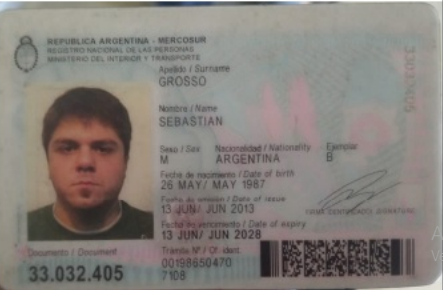 REPUBLICA ARGENTINA - MERCOSUR
REGISTRO NACIONAL DE LAS PERSONAS
MINISTERIO DEL INTERIOR Y TRANSPORTE
Apellido / Surname
GROSSO
Nombre / Name
SEBASTIAN
Sexo / Sex Nacionalidad / Nationality Ejemplar
M ARGENTINA B
Fecha de nacimiento / Date of birth
26 MAY/ MAY 1987
Fecha de emisión / Date of issue
13 JUN/ JUN 2013
FIRMA IDENTIFICADO / SIGNATURE
Fecha de vencimiento / Date of expiry
13 JUN/ JUN 2028
Documento / Document
33.032.405
Trámite Nº / Of. ident.
00198650470
7108